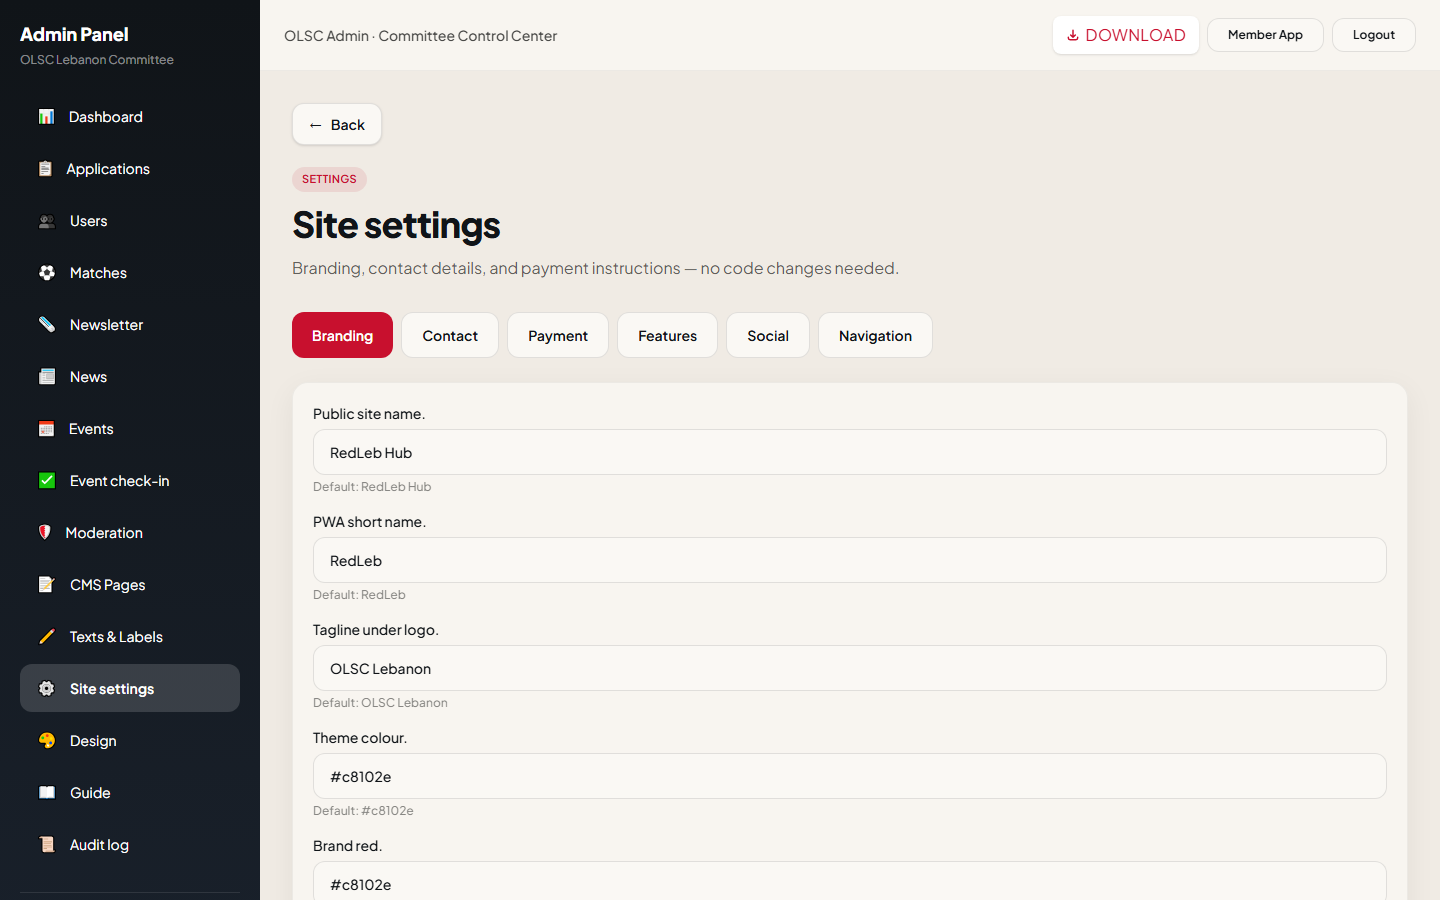 Admin Panel
OLSC Lebanon Committee
Dashboard
Applications
Users
Matches
Newsletter
News
Events
Event check-in
Moderation
CMS Pages
Texts & Labels
Site settings
Design
Guide
Audit log
OLSC Admin · Committee Control Center
DOWNLOAD
Member App
Logout
← Back
SETTINGS
Site settings
Branding, contact details, and payment instructions — no code changes needed.
Branding
Contact
Payment
Features
Social
Navigation
Public site name.
RedLeb Hub
Default: RedLeb Hub
PWA short name.
RedLeb
Default: RedLeb
Tagline under logo.
OLSC Lebanon
Default: OLSC Lebanon
Theme colour.
#c8102e
Default: #c8102e
Brand red.
#c8102e